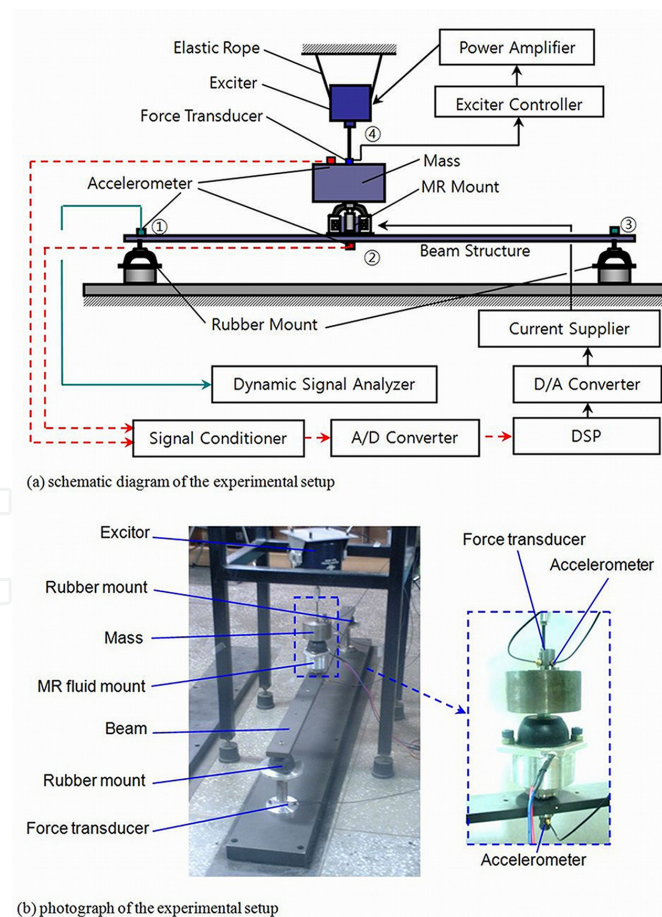 Elastic Rope
Power Amplifier
Exciter
Exciter Controller
Force Transducer
④
Mass
Accelerometer
MR Mount
①
③
②
Beam Structure
Rubber Mount
Current Supplier
Dynamic Signal Analyzer
D/A Converter
Signal Conditioner
A/D Converter
DSP
(a) schematic diagram of the experimental setup
Excitor
Rubber mount
Mass
MR fluid mount
Beam
Rubber mount
Force transducer
Force transducer
Accelerometer
Accelerometer
(b) photograph of the experimental setup